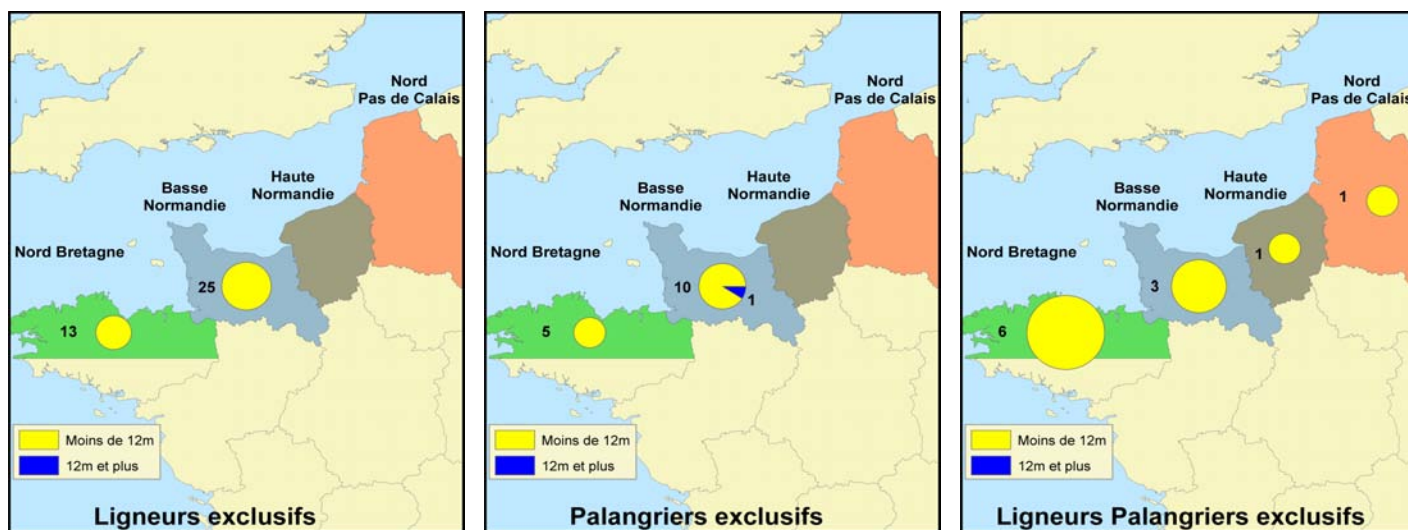 Nord
Pas de Calais
Haute
Normandie
Basse
Normandie
Nord Bretagne
25
13
Moins de 12m
12m et plus
Ligneurs exclusifs
Nord
Pas de Calais
Haute
Normandie
Basse
Normandie
Nord Bretagne
10
1
5
Moins de 12m
12m et plus
Palangriers exclusifs
Nord
Pas de Calais
Haute
Normandie
1
Basse
Normandie
Nord Bretagne
1
3
6
Moins de 12m
12m et plus
Ligneurs Palangriers exclusifs